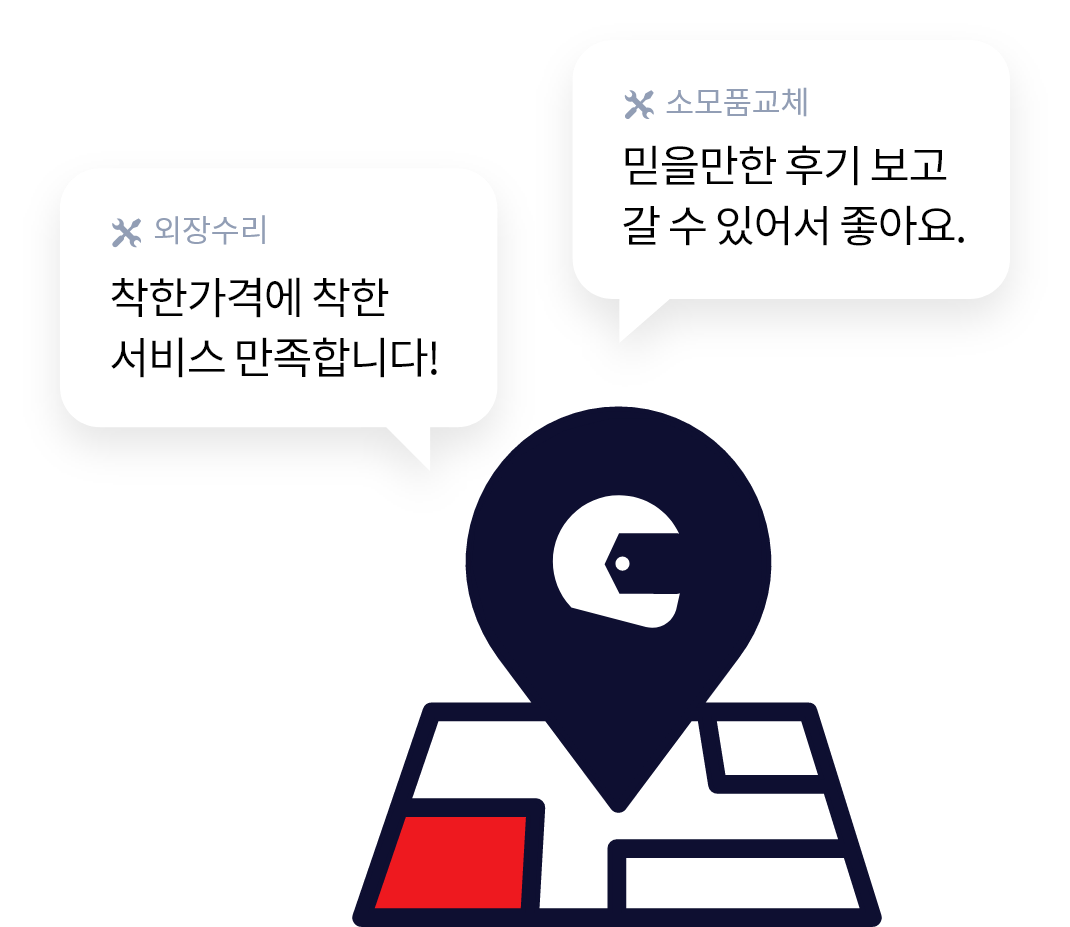 소모품교체
믿을만한 후기 보고
갈 수 있어서 좋아요.
외장수리
착한가격에 착한
서비스 만족합니다!